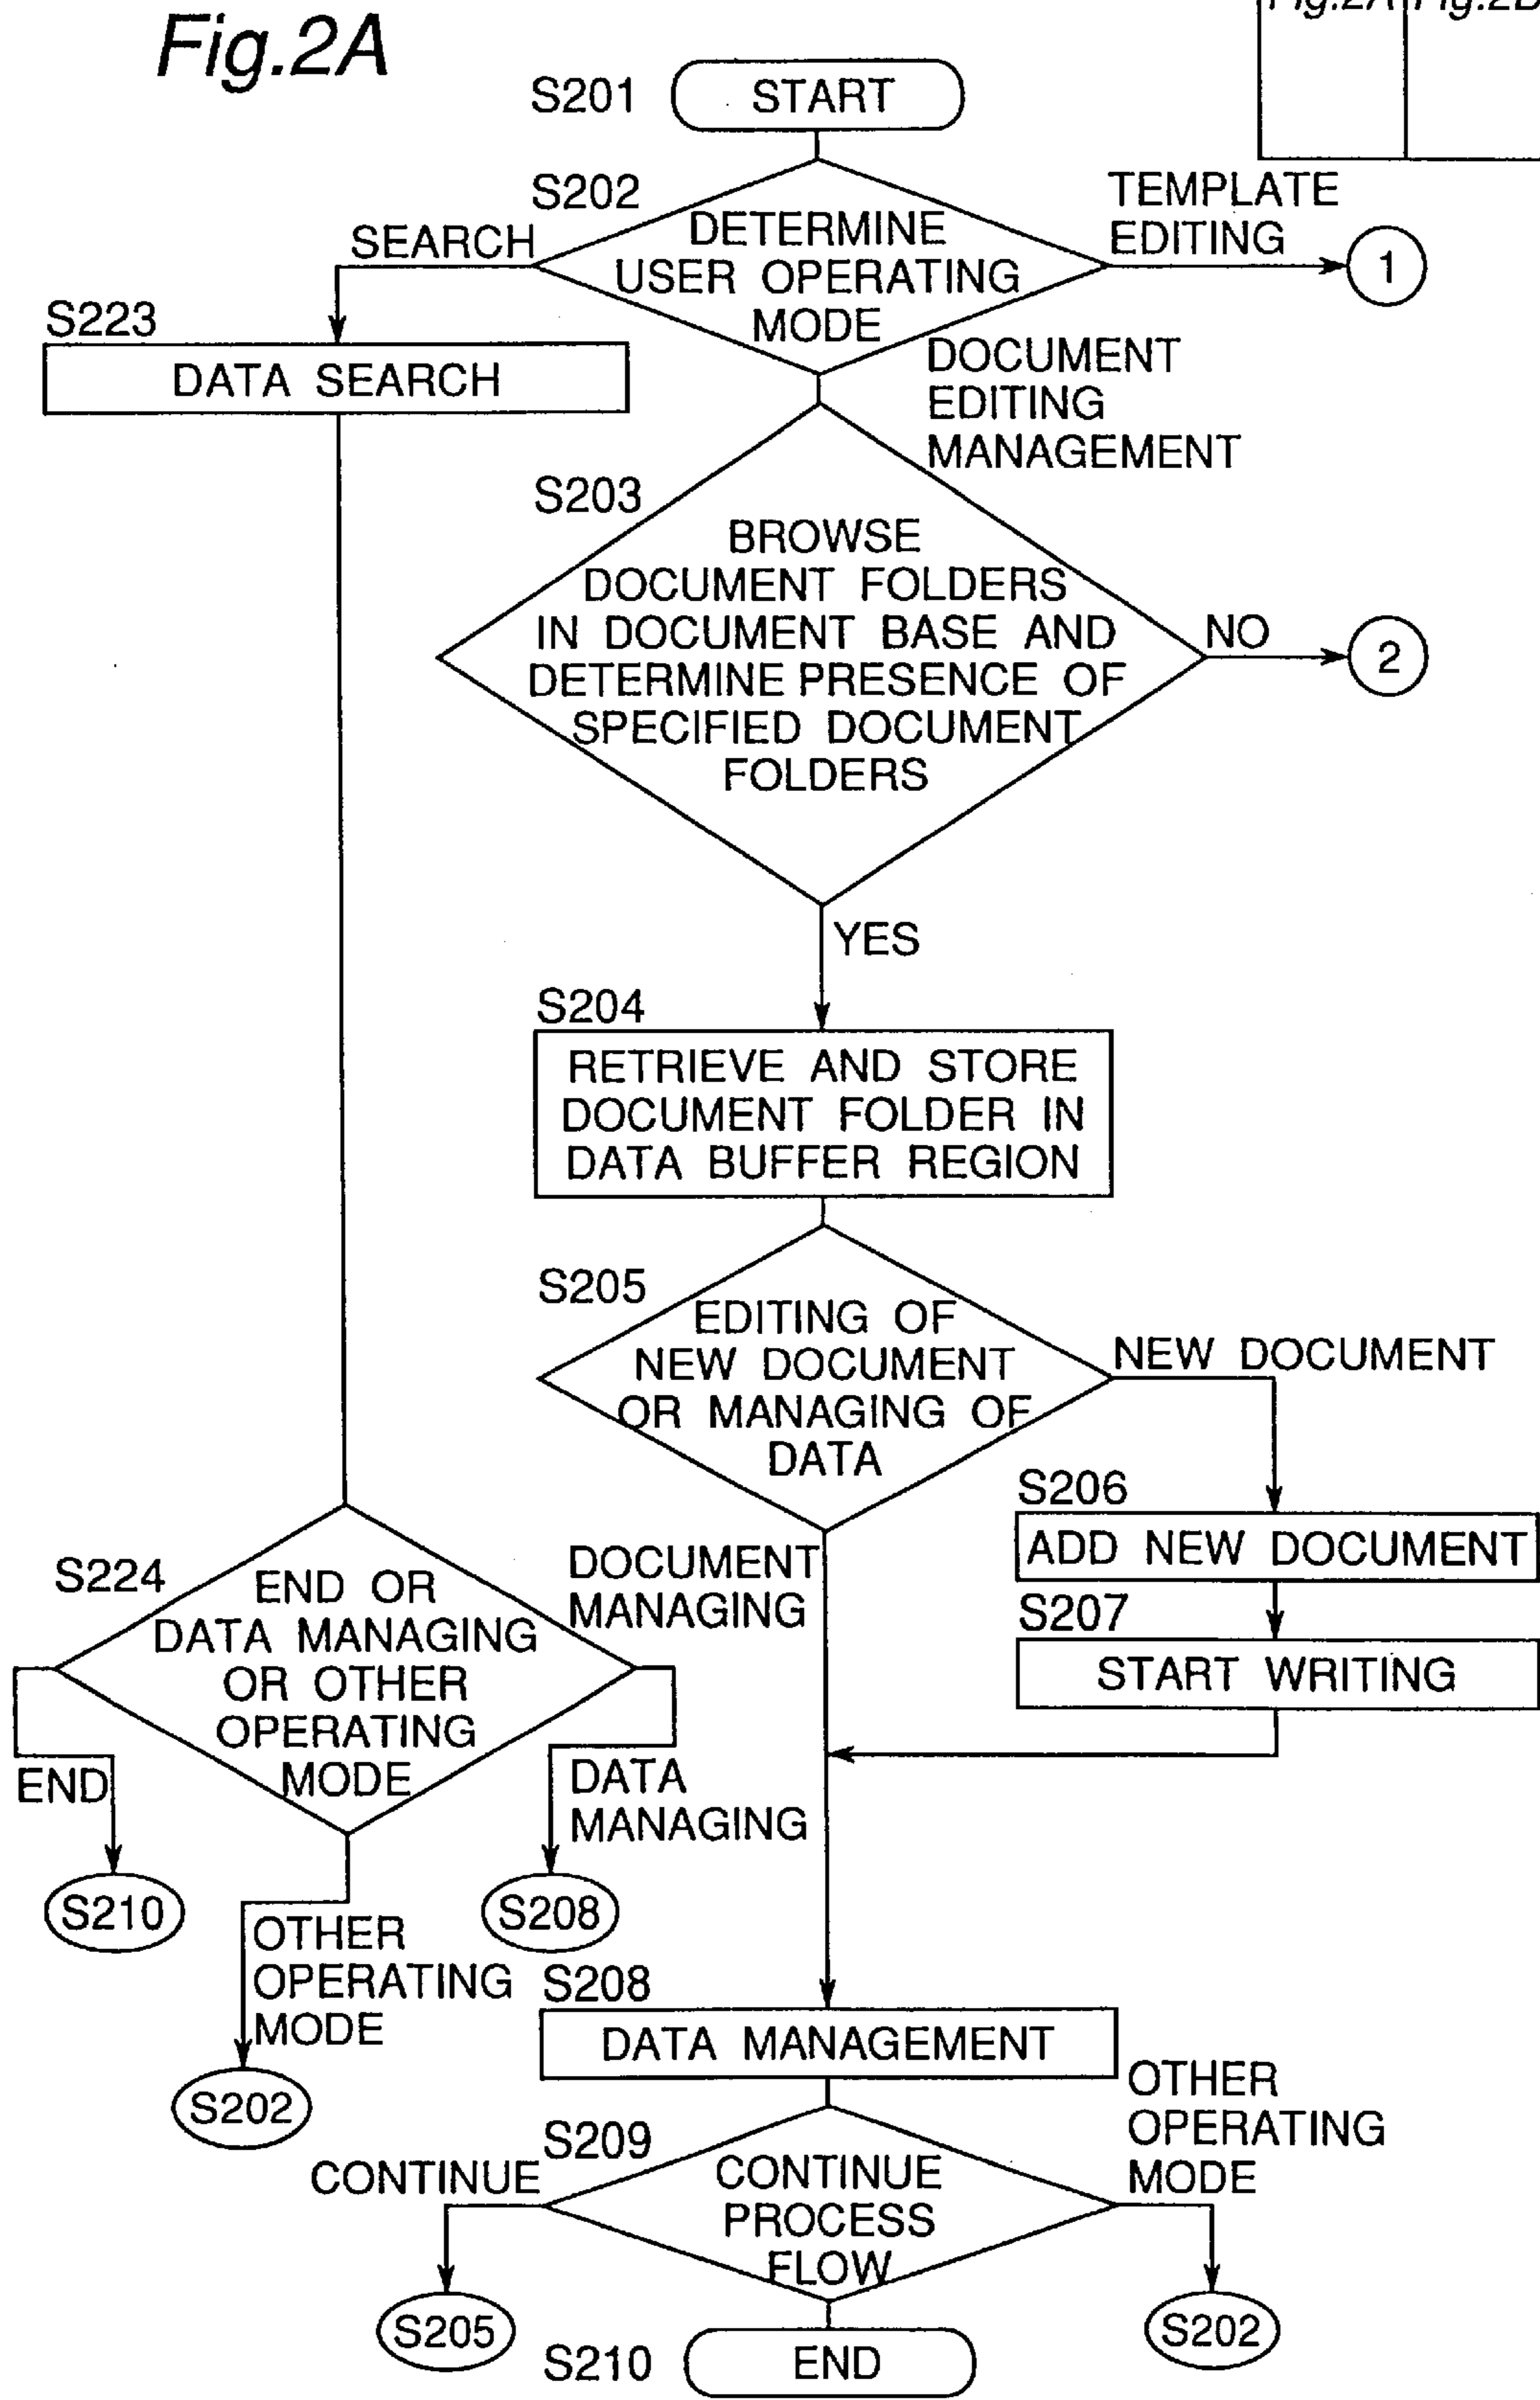 Fig.2A
Fig.2A Fig.2B
S201
START
S202
DETERMINE
USER OPERATING
MODE
SEARCH
TEMPLATE
EDITING
1
S223
DATA SEARCH
DOCUMENT
EDITING
MANAGEMENT
S203
BROWSE
DOCUMENT FOLDERS
IN DOCUMENT BASE AND
DETERMINE PRESENCE OF
SPECIFIED DOCUMENT
FOLDERS
NO
2
YES
S204
RETRIEVE AND STORE
DOCUMENT FOLDER IN
DATA BUFFER REGION
S205
EDITING OF
NEW DOCUMENT
OR MANAGING OF
DATA
NEW DOCUMENT
S206
ADD NEW DOCUMENT
S207
START WRITING
DOCUMENT
MANAGING
S224
END OR
DATA MANAGING
OR OTHER
OPERATING
MODE
END
S210
DATA
MANAGING
S208
OTHER
OPERATING
MODE
S202
S208
DATA MANAGEMENT
S209
CONTINUE
PROCESS
FLOW
CONTINUE
S205
OTHER
OPERATING
MODE
S202
S210
END